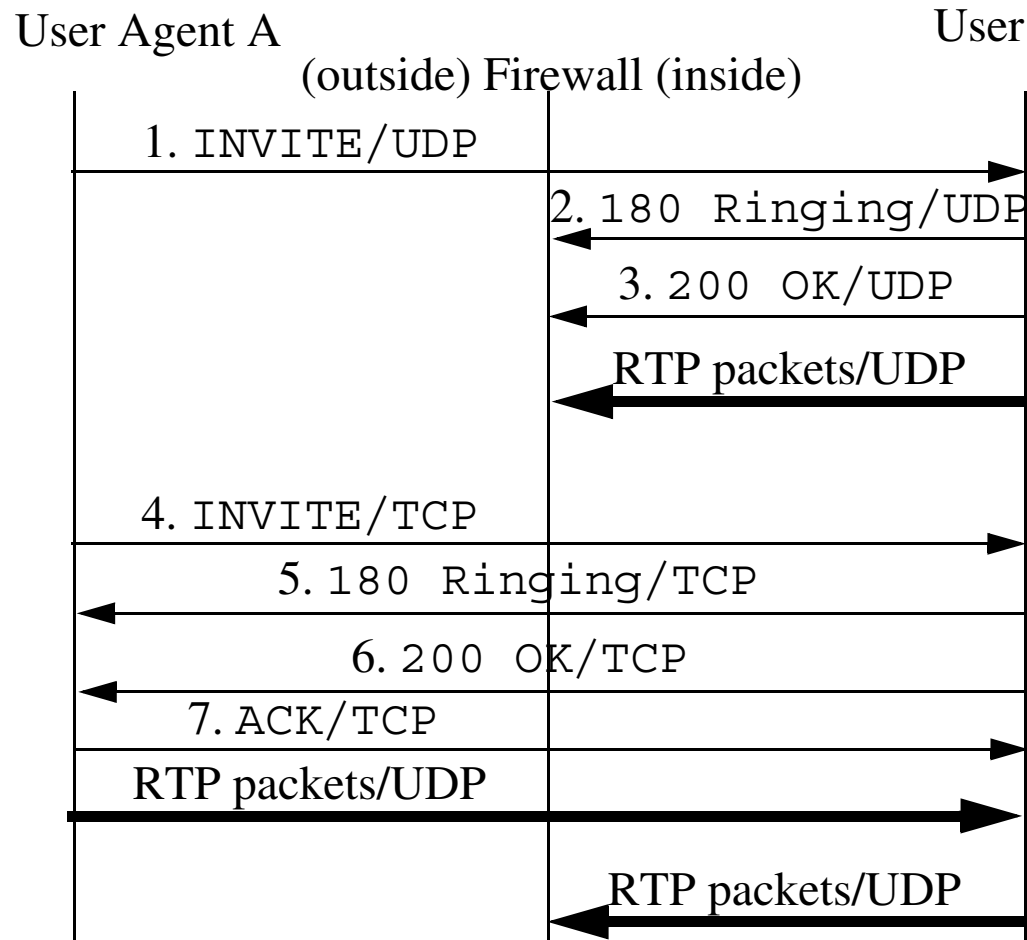 User Agent A
User
(outside) Firewall (inside)
1. INVITE/UDP
2. 180 Ringing/UDP
3. 200 OK/UDP
RTP packets/UDP
4. INVITE/TCP
5. 180 Ringing/TCP
6. 200 OK/TCP
7. ACK/TCP
RTP packets/UDP
RTP packets/UDP